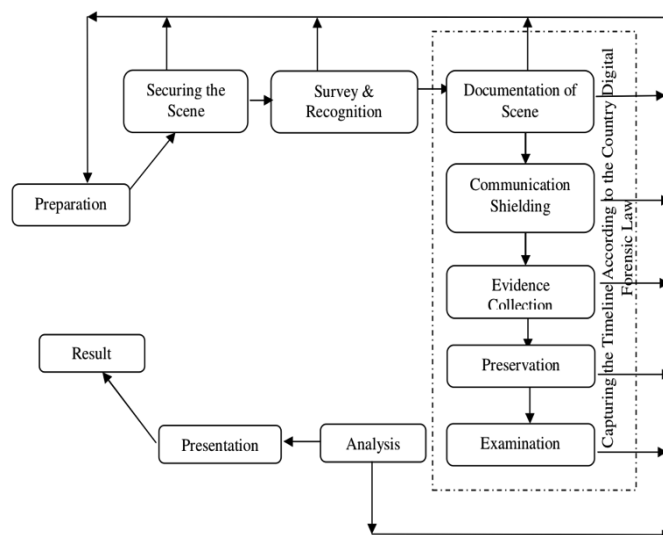 Securing the
Scene
Survey &
Recognition
Documentation of
Scene
Preparation
Communication
Shielding
Evidence
Collection
Preservation
Examination
Capturing the Timeline According to the Country Digital
Forensic Law
Analysis
Presentation
Result